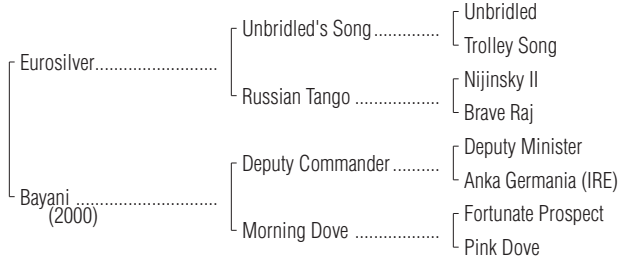 Unbridled
Unbridled's Song..............
Trolley Song
Eurosilver..........................
Nijinsky II
Russian Tango ..................
Brave Raj
Deputy Minister
Deputy Commander..........
Anka Germania (IRE)
Bayani ..............................
(2000)
Fortunate Prospect
Morning Dove ..................
Pink Dove